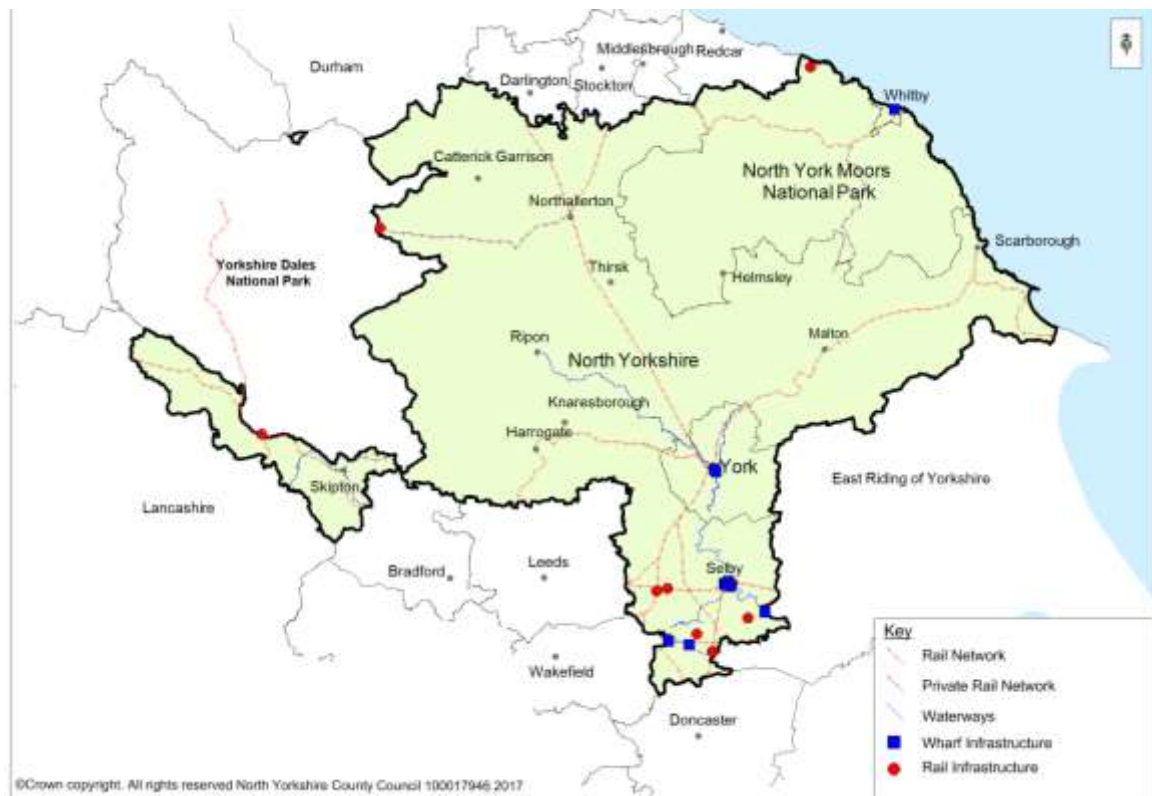 Durham
Middlesbrough
Redcar
Darlington
Stockton
Whitby
Catterick Garrison
North York Moors
National Park
Northallerton
Scarborough
Yorkshire Dales
National Park
Thirsk
Helmsley
Ripon
North Yorkshire
Malton
Knaresborough
Harrogate
York
East Riding of Yorkshire
Skipton
Lancashire
Bradford
Leeds
Selby
Wakefield
Doncaster
Key
Rail Network
Private Rail Network
Waterways
Wharf Infrastructure
Rail Infrastructure
©Crown copyright. All rights reserved North Yorkshire County Council 100017946 2017